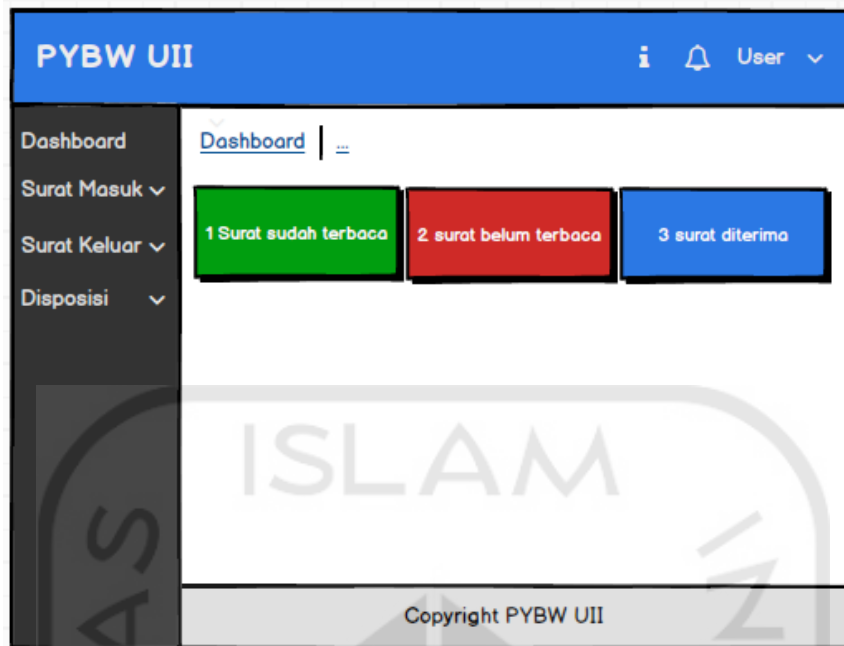 PYBW UII
i User
Dashboard
Surat Masuk
Surat Keluar
Disposisi
Dashboard | ...
1 Surat sudah terbaca
2 surat belum terbaca
3 surat diterima
ISLAM
AS
Copyright PYBW UII